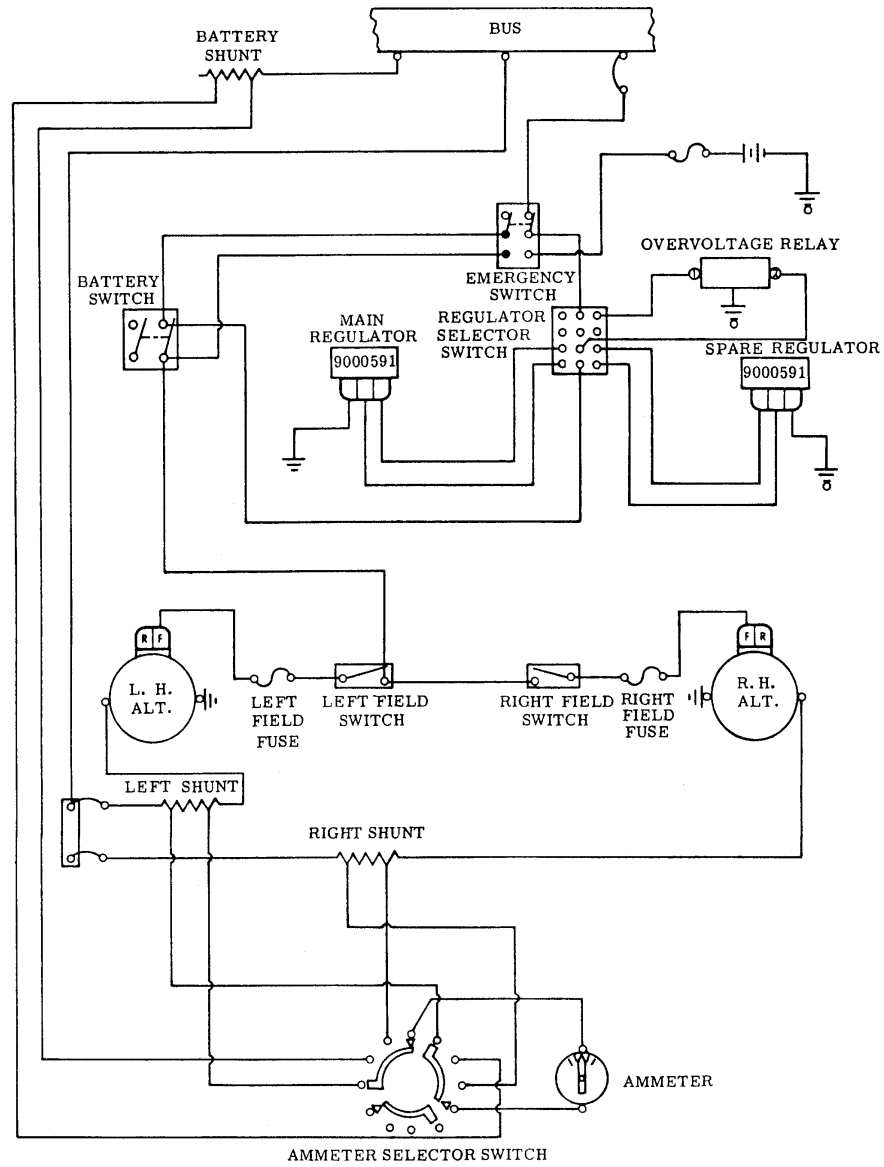 BUS
BATTERY
SHUNT
OVERVOLTAGE RELAY
BATTERY
SWITCH
EMERGENCY
SWITCH
REGULATOR
SELECTOR
SWITCH
MAIN
REGULATOR
9000591
SPARE REGULATOR
9000591
R F
L. H.
ALT.
LEFT
FIELD
FUSE
LEFT FIELD
SWITCH
RIGHT FIELD
SWITCH
RIGHT
FIELD
FUSE
F R
R. H.
ALT.
LEFT SHUNT
RIGHT SHUNT
AMMETER
AMMETER SELECTOR SWITCH